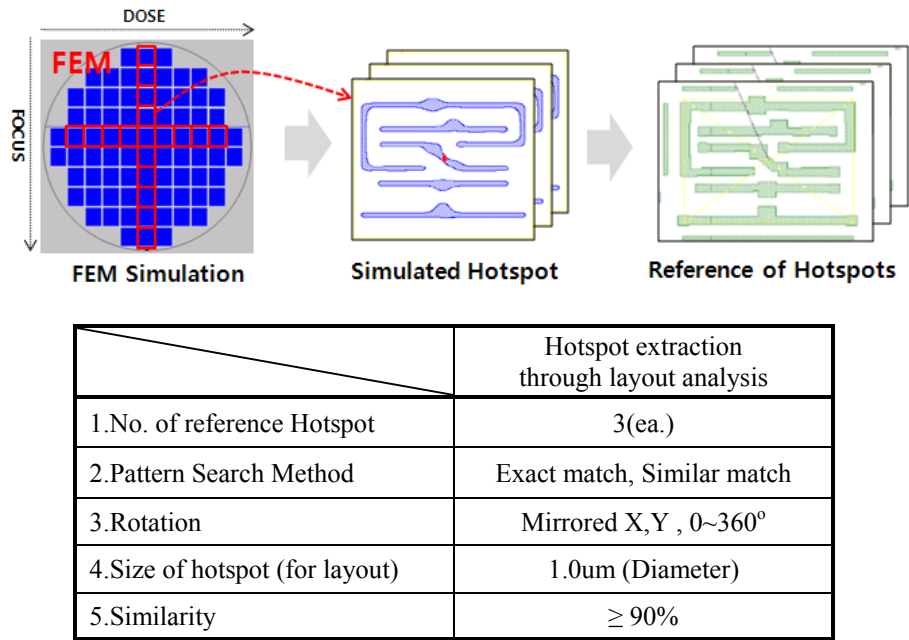 DOSE
FOCUS
FEM
FEM Simulation
Simulated Hotspot
Reference of Hotspots
Hotspot extraction
through layout analysis
1.No. of reference Hotspot
3(ea.)
2.Pattern Search Method
Exact match, Similar match
3.Rotation
Mirrored X,Y , 0~360°
4.Size of hotspot (for layout)
1.0um (Diameter)
5.Similarity
≥ 90%